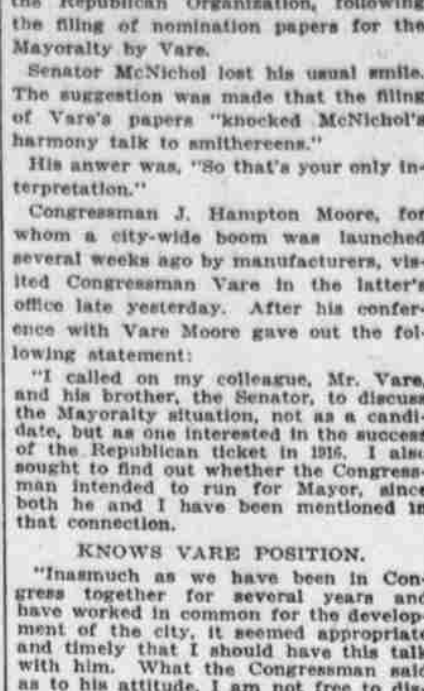 the Republican Organization, following
the filing of nomination papers for the
Mayoralty by Vare.
Senator McNichol lost his usual smile.
The suggestion was made that the filing
of Vare's papers "knocked McNichol's
harmony talk to smithereens."
His anwer was, "So that's your only in-
terpretation."
Congressman J. Hampton Moore, for
whom a city-wide boom was launched
several weeks ago by manufacturers, vis-
ited Congressman Vare in the latter's
office late yesterday. After his confer-
ence with Vare Moore gave out the fol-
lowing statement:
"I called on my colleague, Mr. Vare,
and his brother, the Senator, to discuss
the Mayoralty situation, not as a candi-
date, but as one interested in the success
of the Republican ticket in 1916. I also
sought to find out whether the Congress-
man intended to run for Mayor, since
both he and I have been mentioned in
that connection.
KNOWS VARE POSITION.
"Inasmuch as we have been in Con-
gress together for several years and
have worked in common for the develop-
ment of the city, it seemed appropriate
and timely that I should have this talk
with him. What the Congressman said
as to his attitude, I am not free to dis-